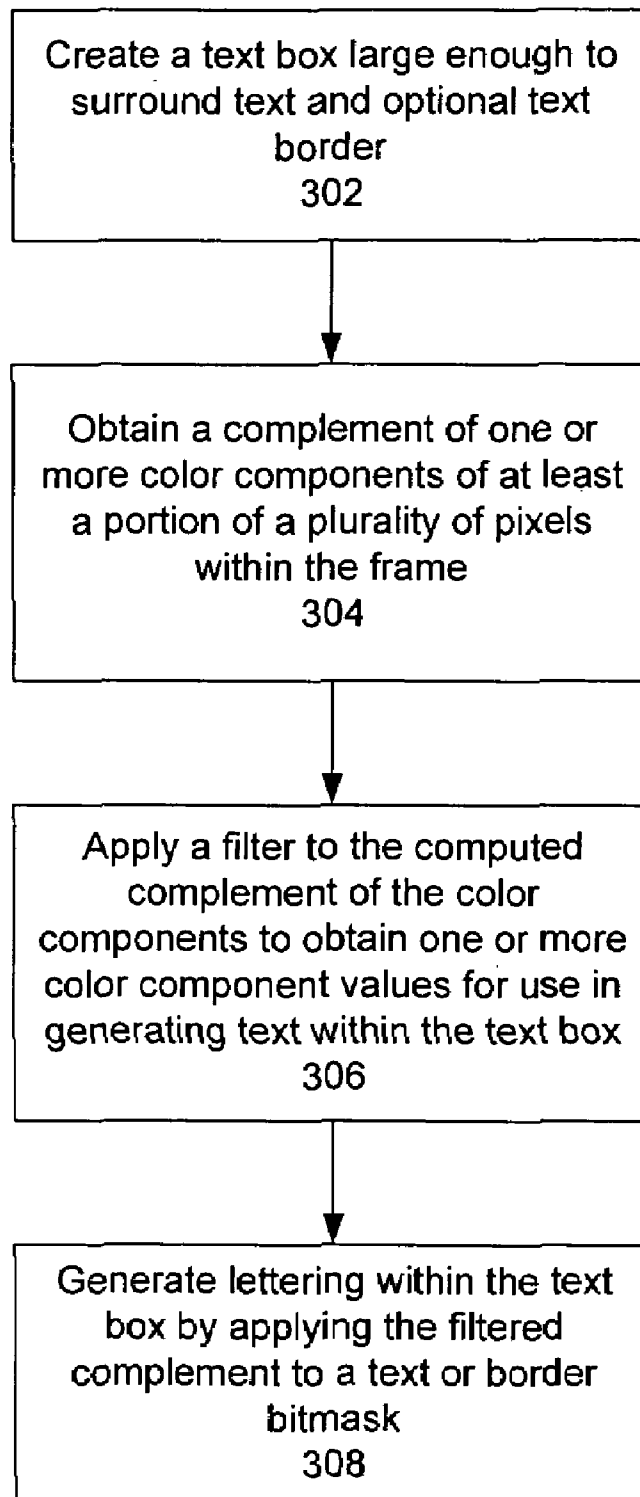 Create a text box large enough to
surround text and optional text
border
302
Obtain a complement of one or
more color components of at least
a portion of a plurality of pixels
within the frame
304
Apply a filter to the computed
complement of the color
components to obtain one or more
color component values for use in
generating text within the text box
306
Generate lettering within the text
box by applying the filtered
complement to a text or border
bitmask
308